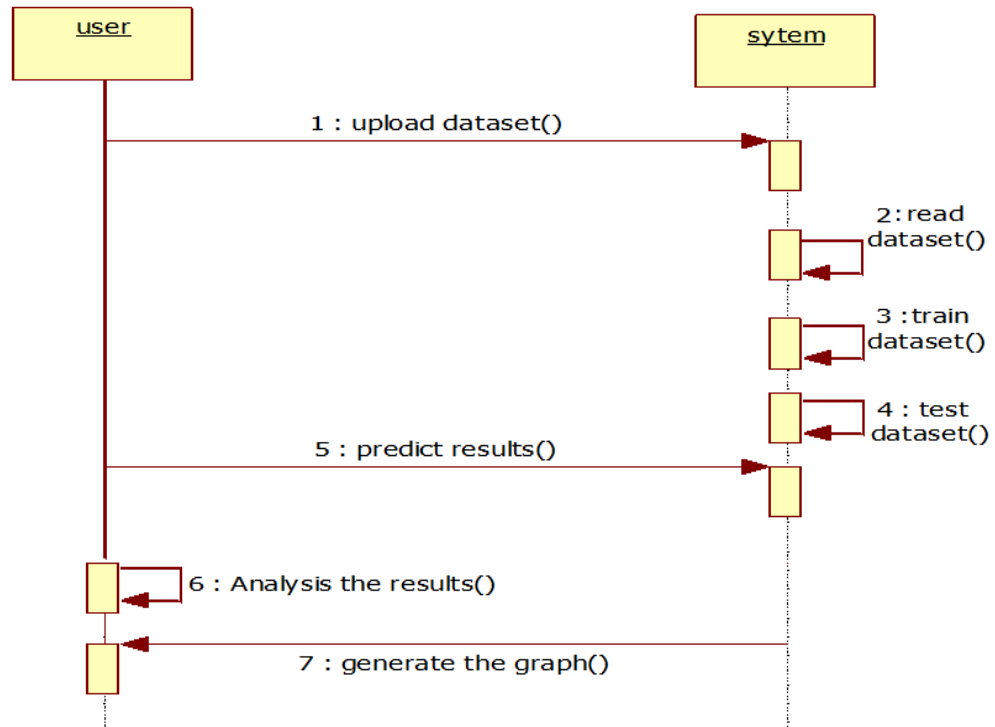 user
sytem
1 : upload dataset()
2:read
dataset()
3 :train
dataset()
4 : test
dataset()
5 : predict results()
6 : Analysis the results()
7 : generate the graph()